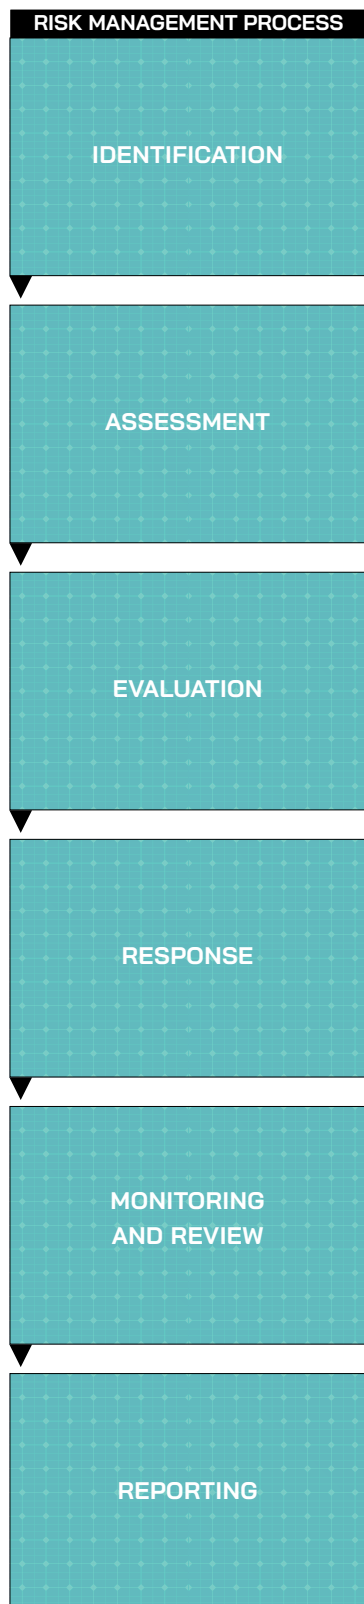 RISK MANAGEMENT PROCESS
IDENTIFICATION
ASSESSMENT
EVALUATION
RESPONSE
MONITORING
AND REVIEW
REPORTING